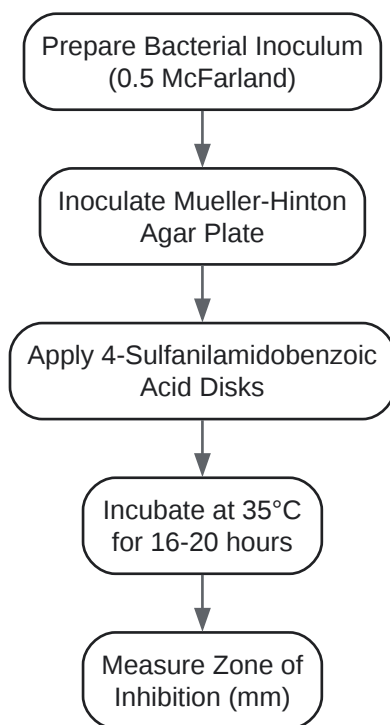 Prepare Bacterial Inoculum
(0.5 McFarland)
Inoculate Mueller-Hinton
Agar Plate
Apply 4-Sulfanilamidobenzoic
Acid Disks
Incubate at 35°C
for 16-20 hours
Measure Zone of
Inhibition (mm)